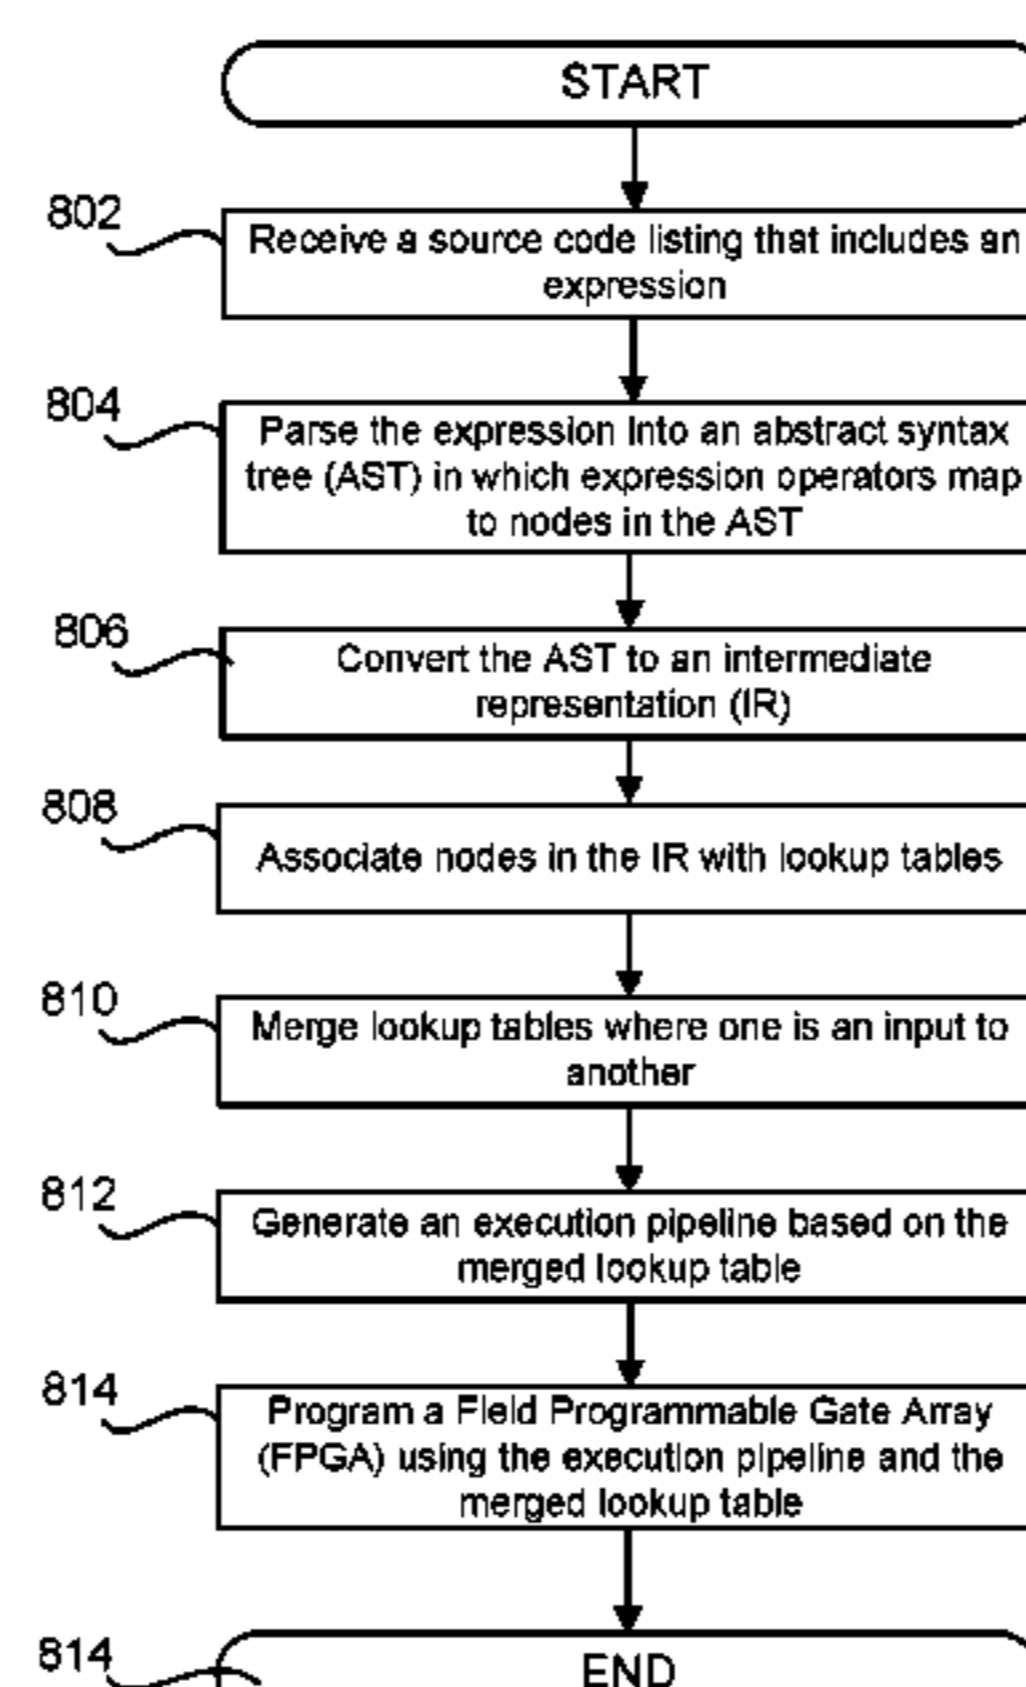 START
802
Receive a source code listing that includes an
expression
804
Parse the expression into an abstract syntax
tree (AST) in which expression operators map
to nodes in the AST
806
Convert the AST to an intermediate
representation (IR)
808
Associate nodes in the IR with lookup tables
810
Merge lookup tables where one is an input to
another
812
Generate an execution pipeline based on the
merged lookup table
814
Program a Field Programmable Gate Array
(FPGA) using the execution pipeline and the
merged lookup table
814
END